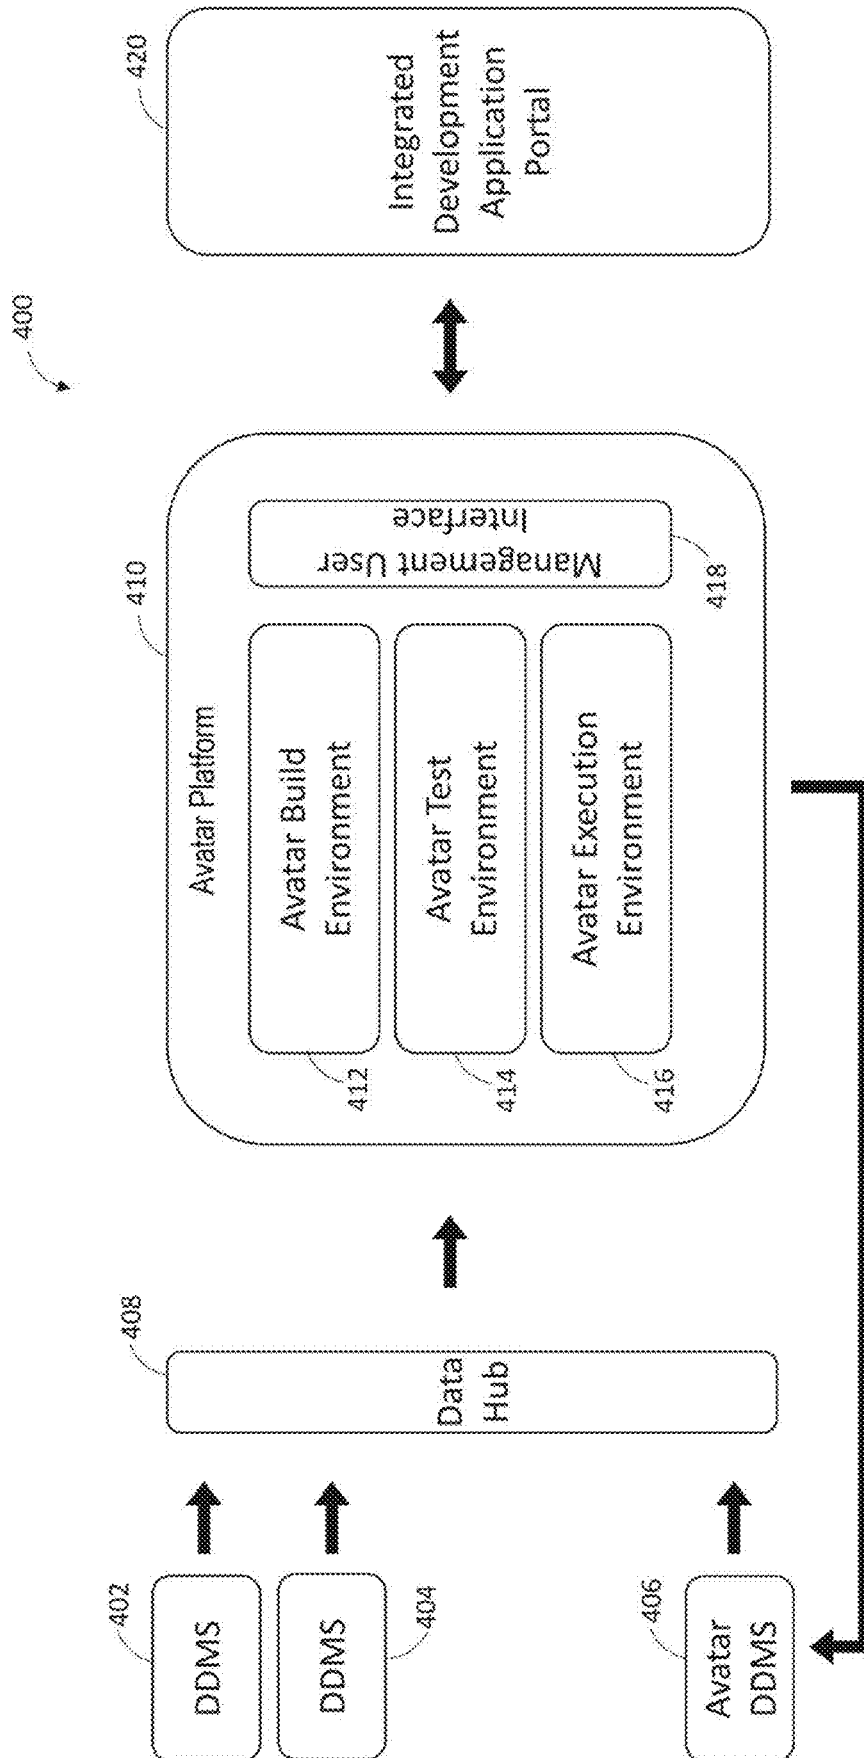 400
402
DDMS
DDMS
404
406
Avatar
DDMS
408
Data
Hub
410
Avatar Platform
Avatar Build
Environment
412
Avatar Test
Environment
414
Avatar Execution
Environment
416
Management User
Interface
418
420
Integrated
Development
Application
Portal